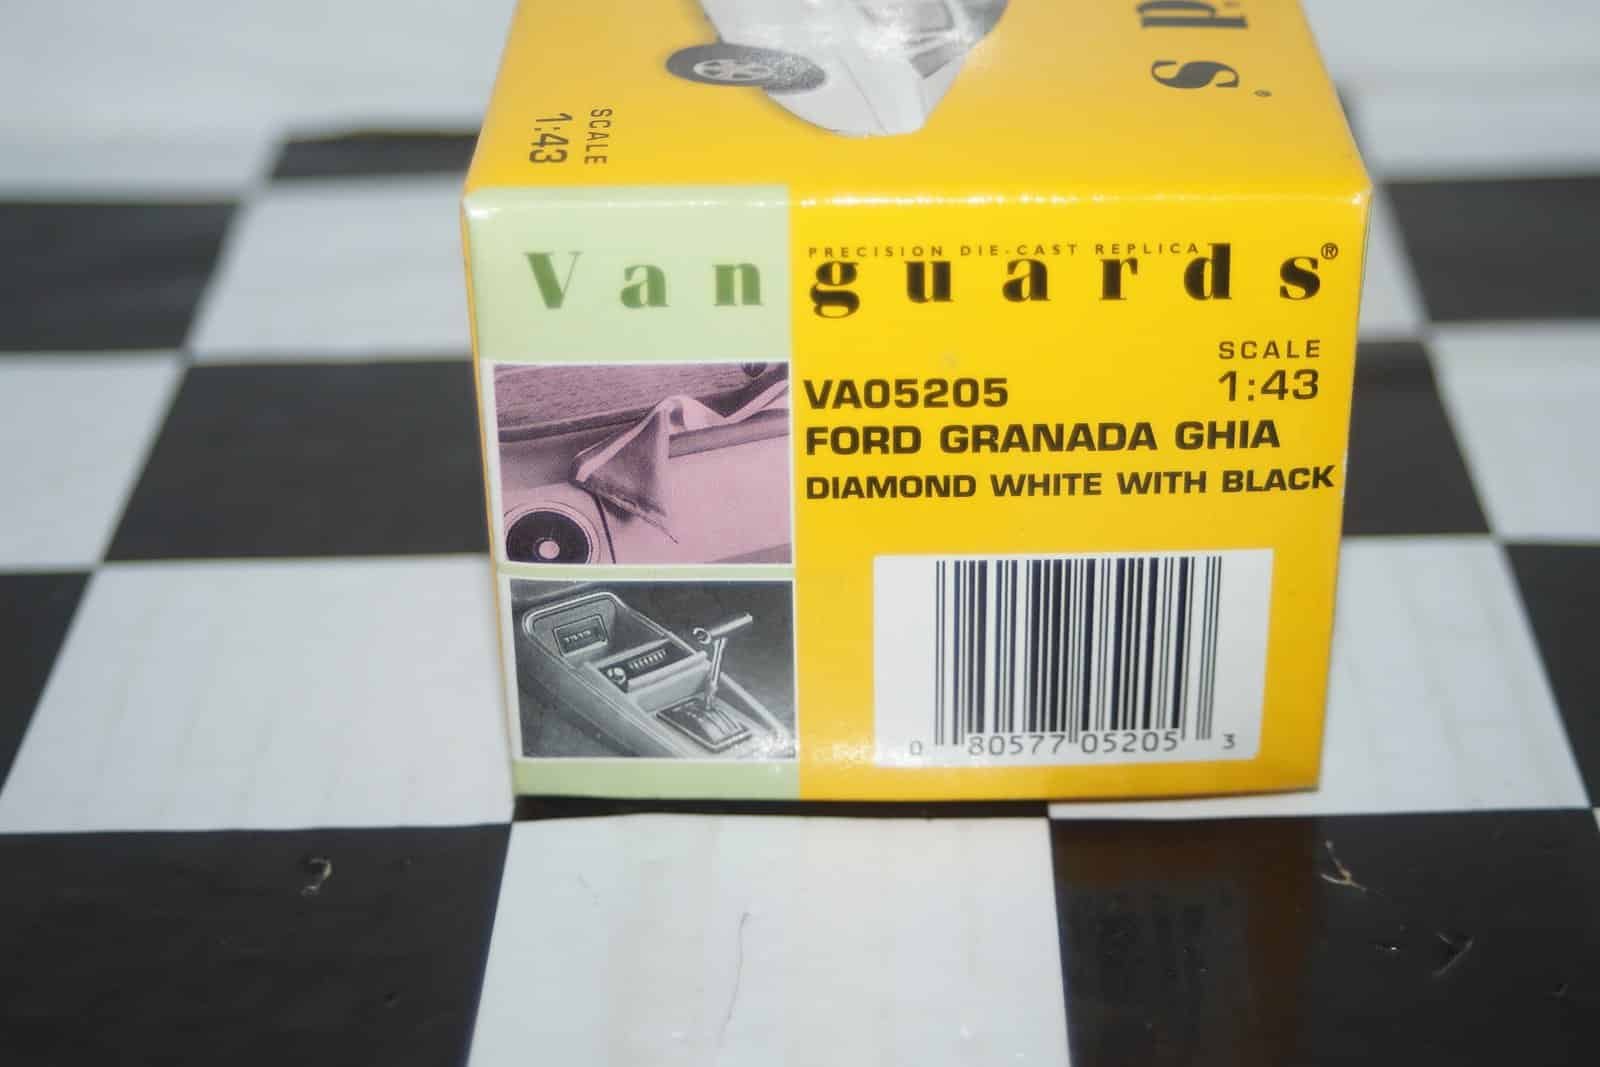 ds®
SCALE
1:43
PRECISION DIE-CAST REPLICA
Vanguards®
SCALE
1:43
VA05205
FORD GRANADA GHIA
DIAMOND WHITE WITH BLACK
0 80577 05205 3